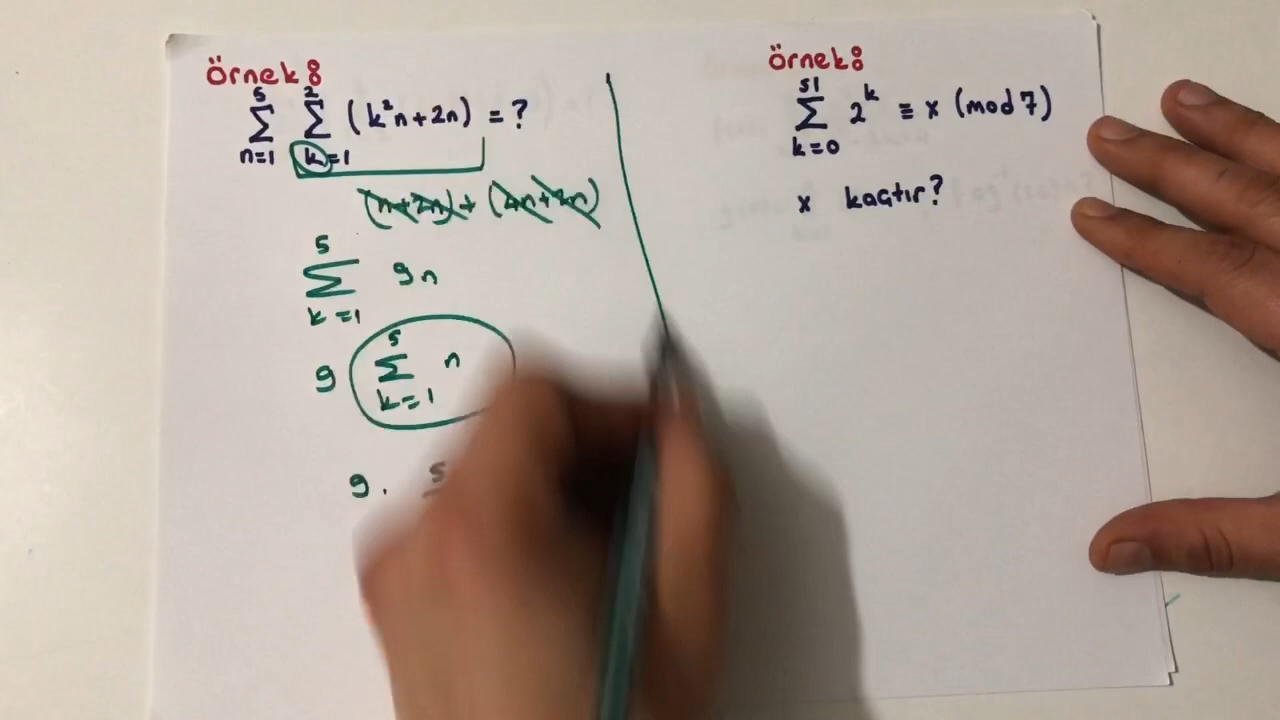 Örnek:
5 2
∑ ∑ (k²n+2n) = ?
n=1 k=1
(n+2n) + (4n+2n)
5
∑ 9n
k=1
5
9 ∑ n
k=1
9 . 5
Örnek:
51
∑ 2^k ≡ x (mod 7)
k=0
x kaçtır?